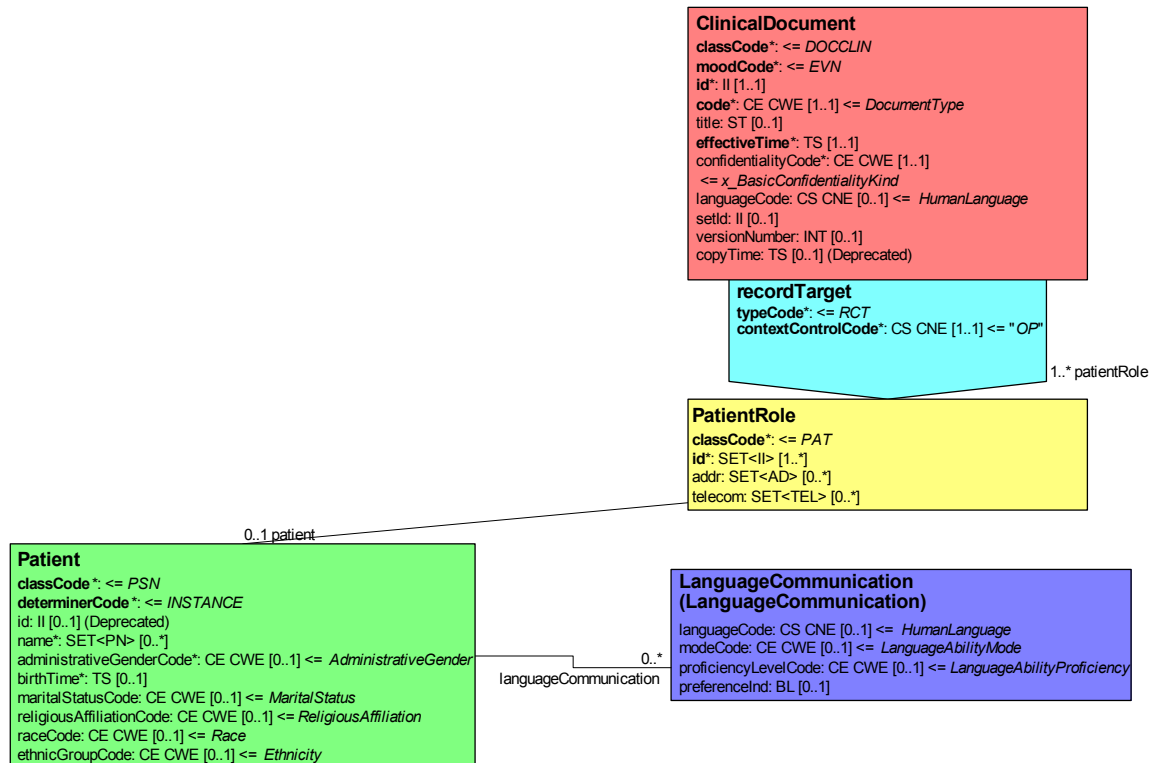 ClinicalDocument
classCode*: <= DOCCLIN
moodCode*: <= EVN
id*: II [1..1]
code*: CE CWE [1..1] <= DocumentType
title: ST [0..1]
effectiveTime*: TS [1..1]
confidentialityCode*: CE CWE [1..1]
<= x_BasicConfidentialityKind
languageCode: CS CNE [0..1] <= HumanLanguage
setId: II [0..1]
versionNumber: INT [0..1]
copyTime: TS [0..1] (Deprecated)
recordTarget
typeCode*: <= RCT
contextControlCode*: CS CNE [1..1] <= "OP"
1..* patientRole
PatientRole
classCode*: <= PAT
id*: SET<II> [1..*]
addr: SET<AD> [0..*]
telecom: SET<TEL> [0..*]
0..1 patient
Patient
classCode*: <= PSN
determinerCode*: <= INSTANCE
id: II [0..1] (Deprecated)
name*: SET<PN> [0..*]
administrativeGenderCode*: CE CWE [0..1] <= AdministrativeGender
birthTime*: TS [0..1]
maritalStatusCode: CE CWE [0..1] <= MaritalStatus
religiousAffiliationCode: CE CWE [0..1] <= ReligiousAffiliation
raceCode: CE CWE [0..1] <= Race
ethnicGroupCode: CE CWE [0..1] <= Ethnicity
0..*
languageCommunication
LanguageCommunication
(LanguageCommunication)
languageCode: CS CNE [0..1] <= HumanLanguage
modeCode: CE CWE [0..1] <= LanguageAbilityMode
proficiencyLevelCode: CE CWE [0..1] <= LanguageAbilityProficiency
preferenceInd: BL [0..1]